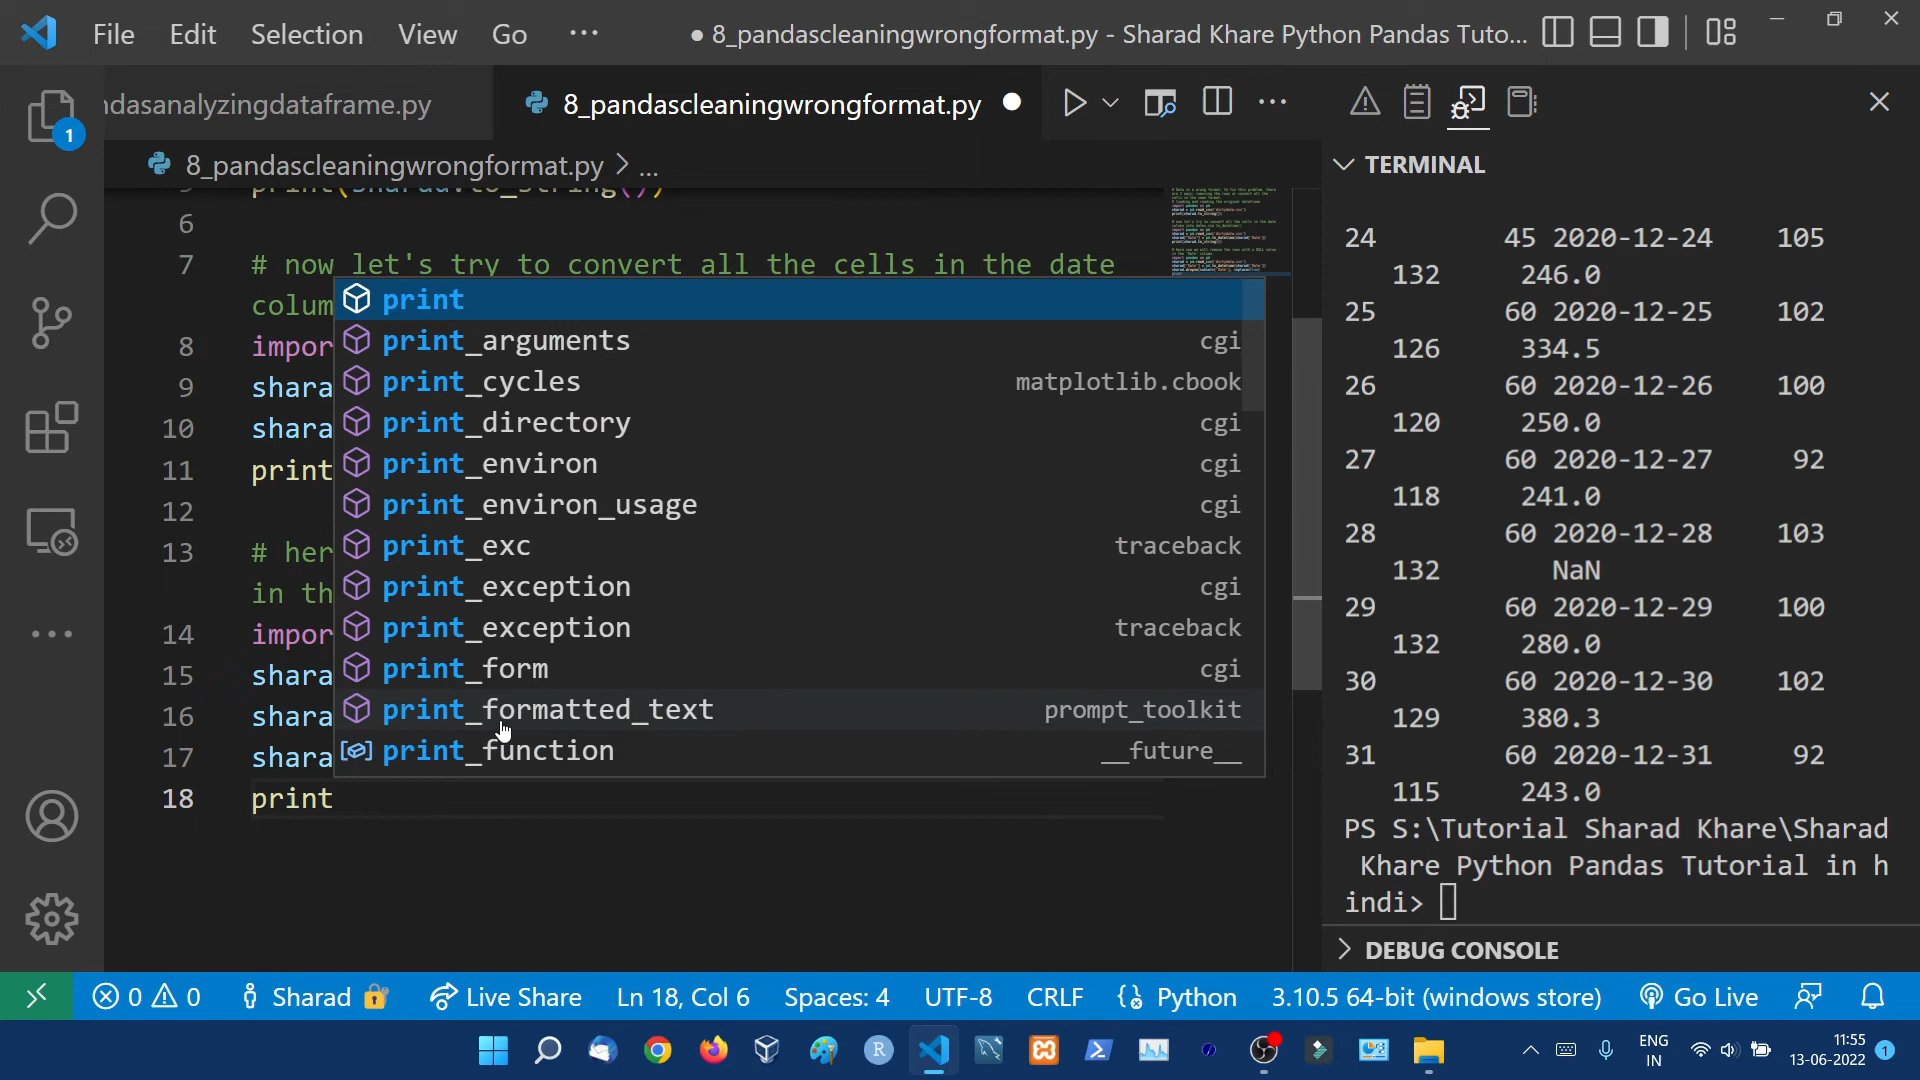 File Edit Selection View Go ···
● 8_pandascleaningwrongformat.py - Sharad Khare Python Pandas Tuto...
ndasanalyzingdataframe.py
8_pandascleaningwrongformat.py
8_pandascleaningwrongformat.py > ...
6
7 # now let's try to convert all the cells in the date
colum
8 impor
9 shara
10 shara
11 print
12
13 # her
in th
14 impor
15 shara
16 shara
17 shara
18 print
print
print_arguments cgi
print_cycles matplotlib.cbook
print_directory cgi
print_environ cgi
print_environ_usage cgi
print_exc traceback
print_exception cgi
print_exception traceback
print_form cgi
print_formatted_text prompt_toolkit
print_function __future__
TERMINAL
24 45 2020-12-24 105
132 246.0
25 60 2020-12-25 102
126 334.5
26 60 2020-12-26 100
120 250.0
27 60 2020-12-27 92
118 241.0
28 60 2020-12-28 103
132 NaN
29 60 2020-12-29 100
132 280.0
30 60 2020-12-30 102
129 380.3
31 60 2020-12-31 92
115 243.0
PS S:\Tutorial Sharad Khare\Sharad
Khare Python Pandas Tutorial in h
indi>
DEBUG CONSOLE
1
0 0 Sharad Live Share Ln 18, Col 6 Spaces: 4 UTF-8 CRLF Python 3.10.5 64-bit (windows store) Go Live
R
ENG
IN
11:55
13-06-2022
1